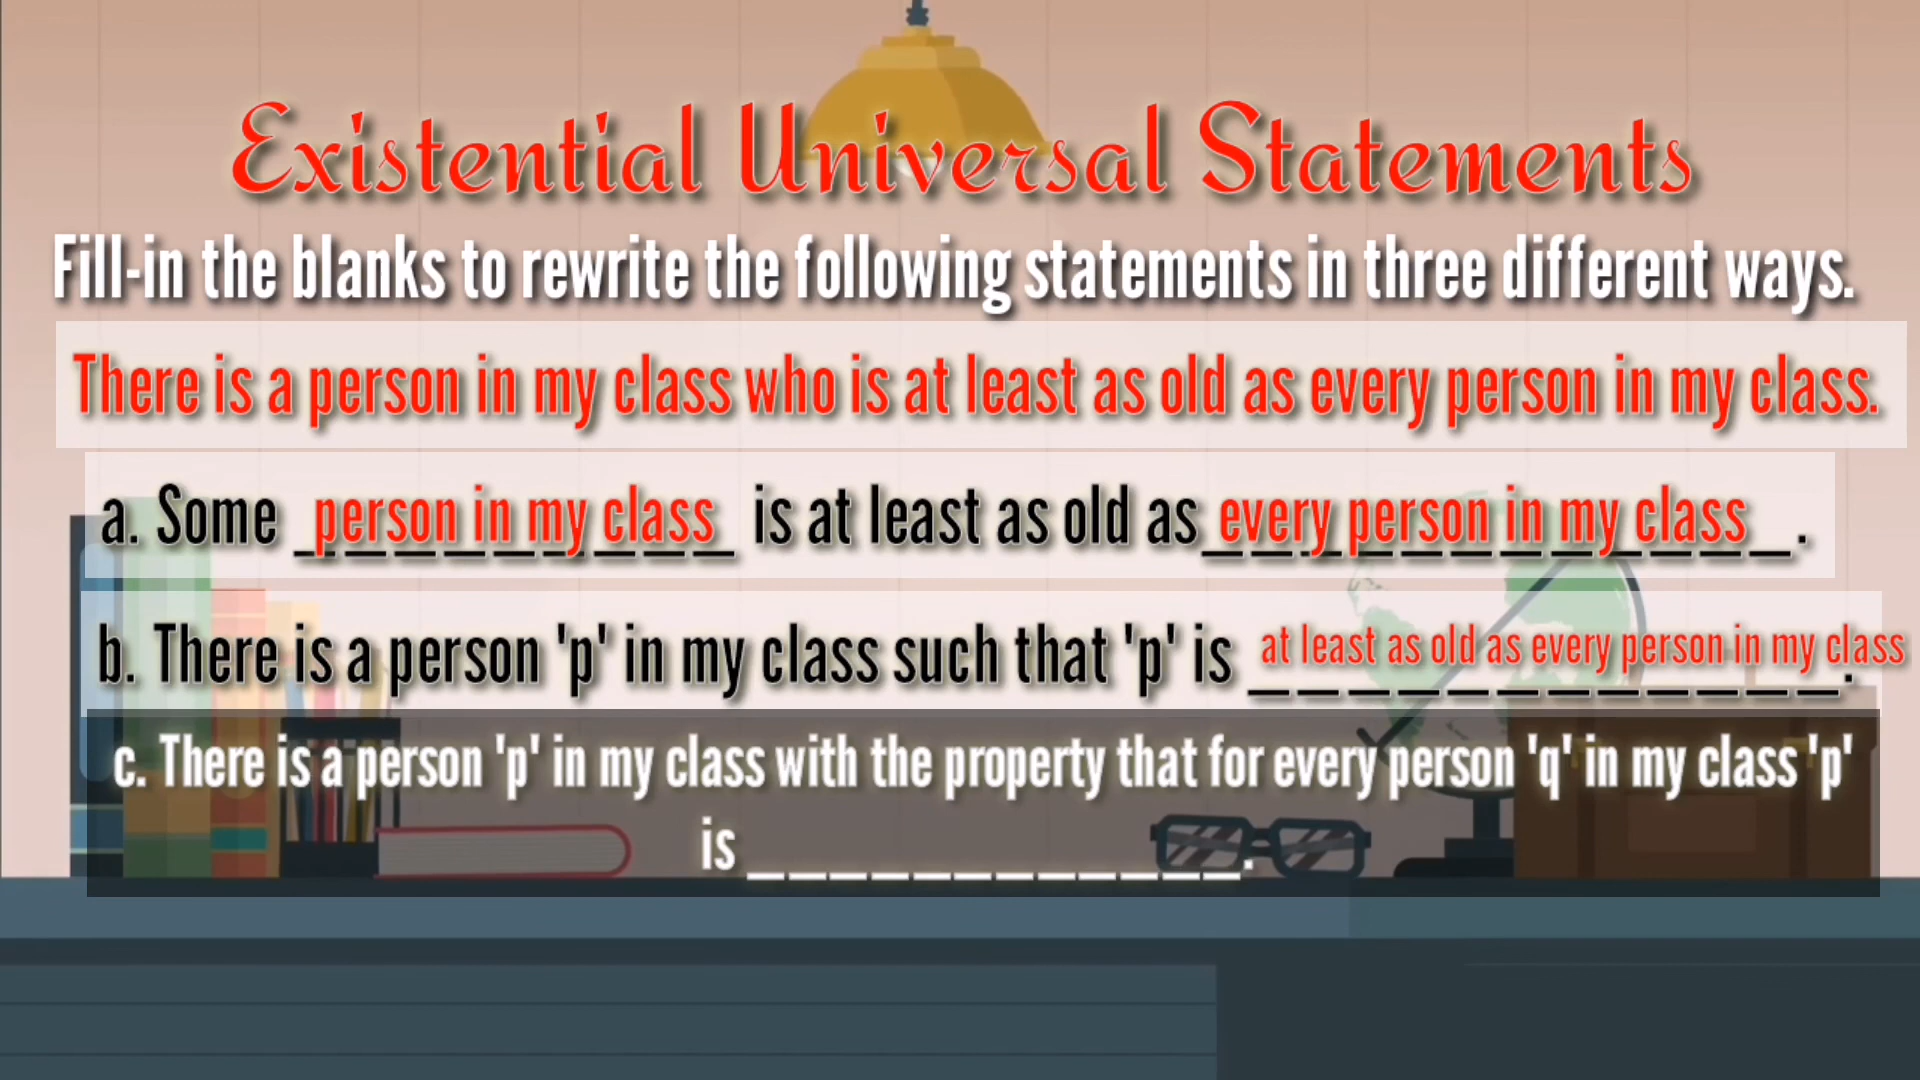 Existential Universal Statements
Fill-in the blanks to rewrite the following statements in three different ways.
There is a person in my class who is at least as old as every person in my class.
a. Some person in my class is at least as old as every person in my class.
b. There is a person 'p' in my class such that 'p' is at least as old as every person in my class.
c. There is a person 'p' in my class with the property that for every person 'q' in my class 'p'
is ____________.